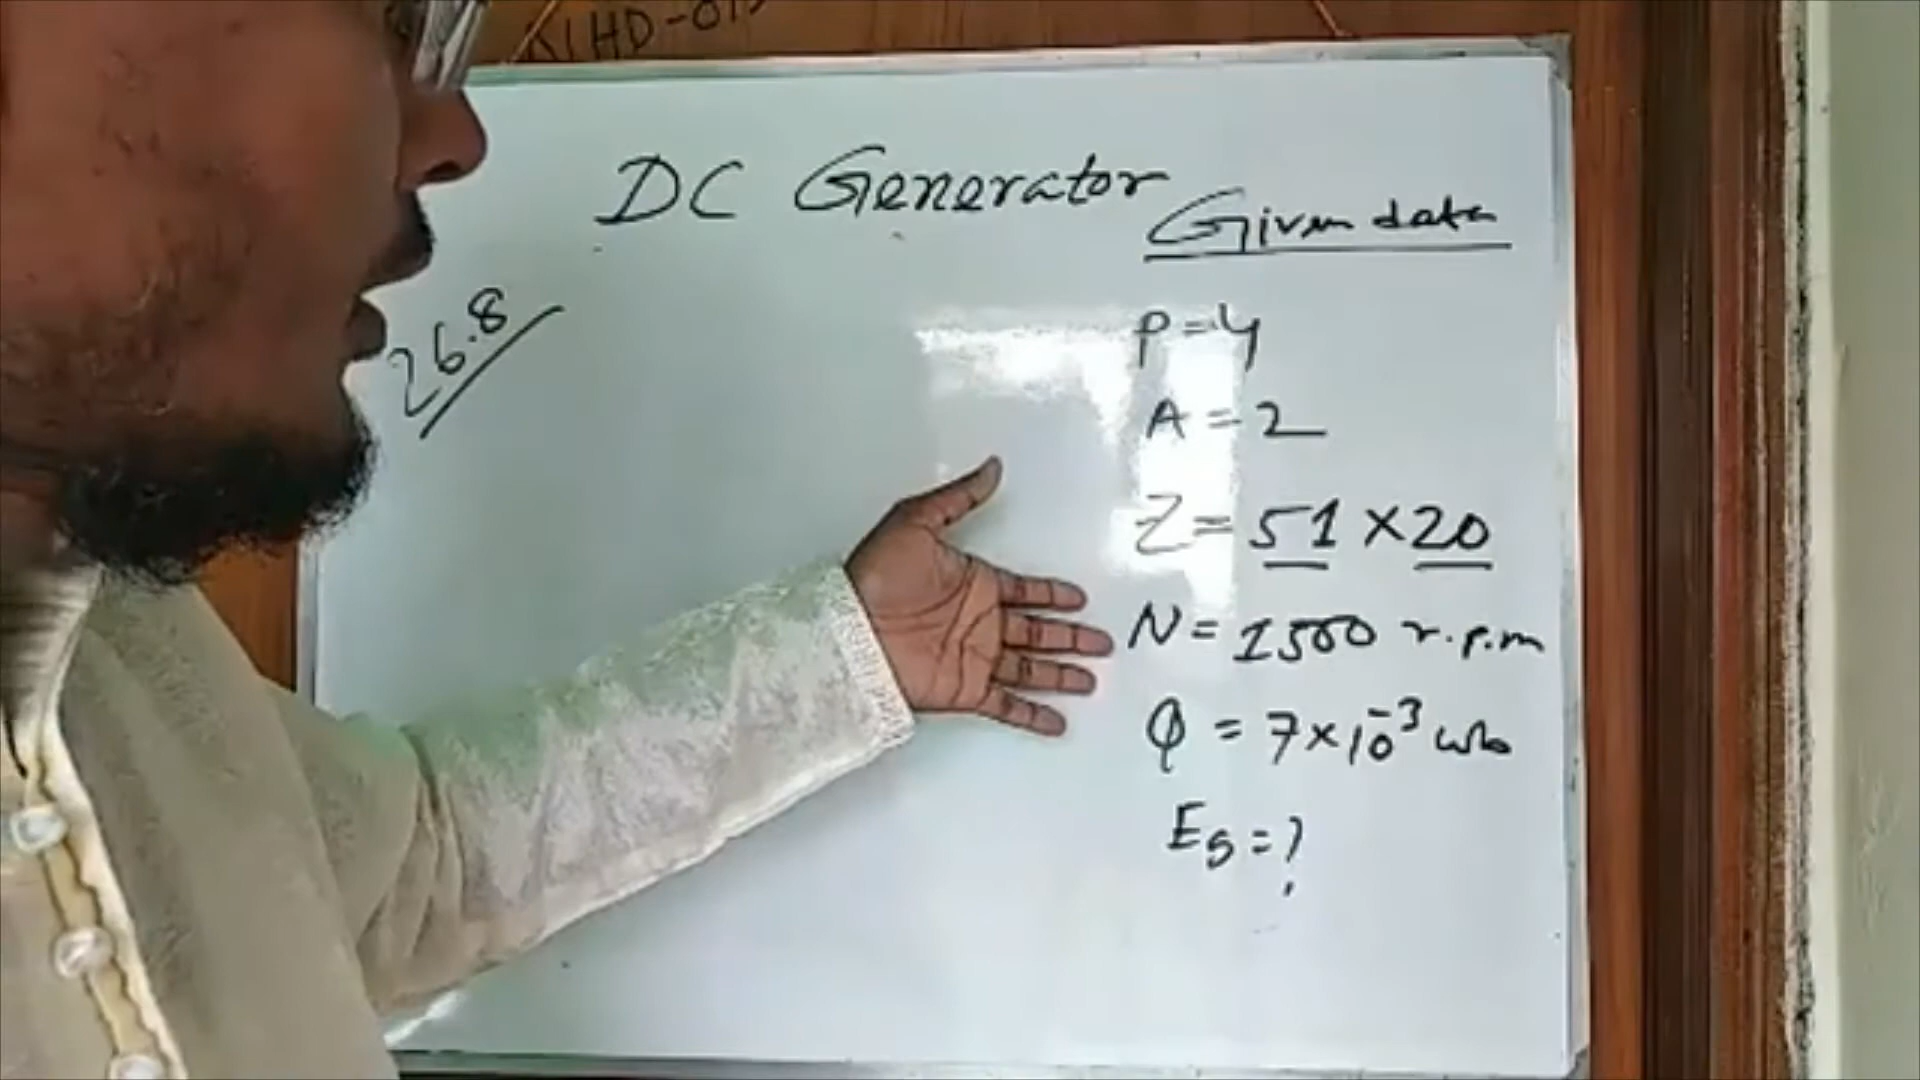 DC Generator
Given data
26.8
P = 4
A = 2
Z = 51 × 20
N = 1500 r.p.m
φ = 7×10⁻³ wb
Eg = ?